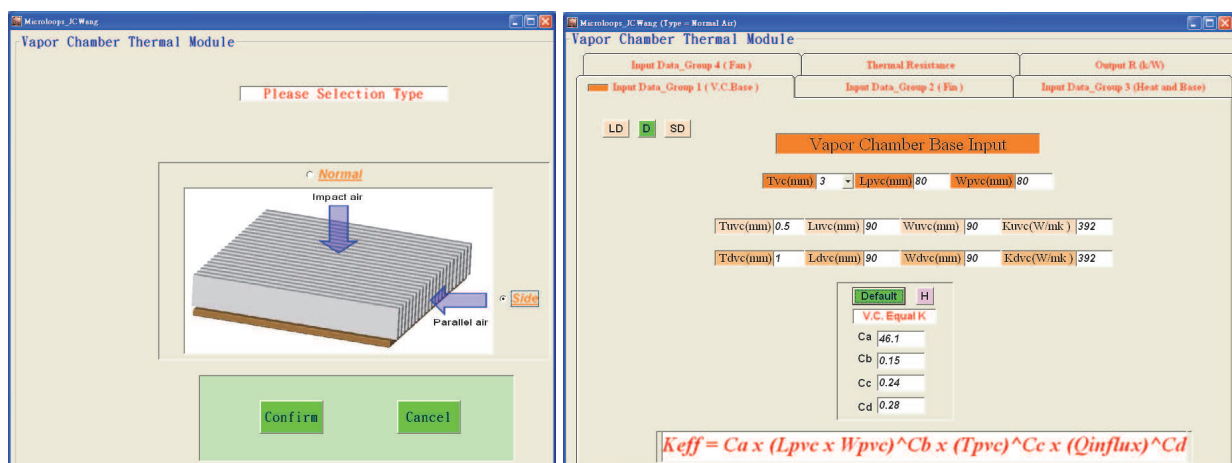 Microloops_JCWang
Vapor Chamber Thermal Module
Please Selection Type
Normal
Impact air
Side
Parallel air
Confirm Cancel
Microloops_JCWang (Type = Normal Air)
Vapor Chamber Thermal Module
Input Data_Group 4 ( Fan ) Thermal Resistance Output R (k/W)
Input Data_Group 1 ( V.C.Base ) Input Data_Group 2 ( Fin ) Input Data_Group 3 (Heat and Base)
LD D SD
Vapor Chamber Base Input
Tvc(mm) 3 Lpvc(mm) 80 Wpvc(mm) 80
Tuvc(mm) 0.5 Luvc(mm) 90 Wuvc(mm) 90 Kuvc(W/mk ) 392
Tdvc(mm) 1 Ldvc(mm) 90 Wdvc(mm) 90 Kdvc(W/mk ) 392
Default H
V.C. Equal K
Ca 46.1
Cb 0.15
Cc 0.24
Cd 0.28
Keff = Ca x (Lpvc x Wpvc)^Cb x (Tpvc)^Cc x (Qinflux)^Cd